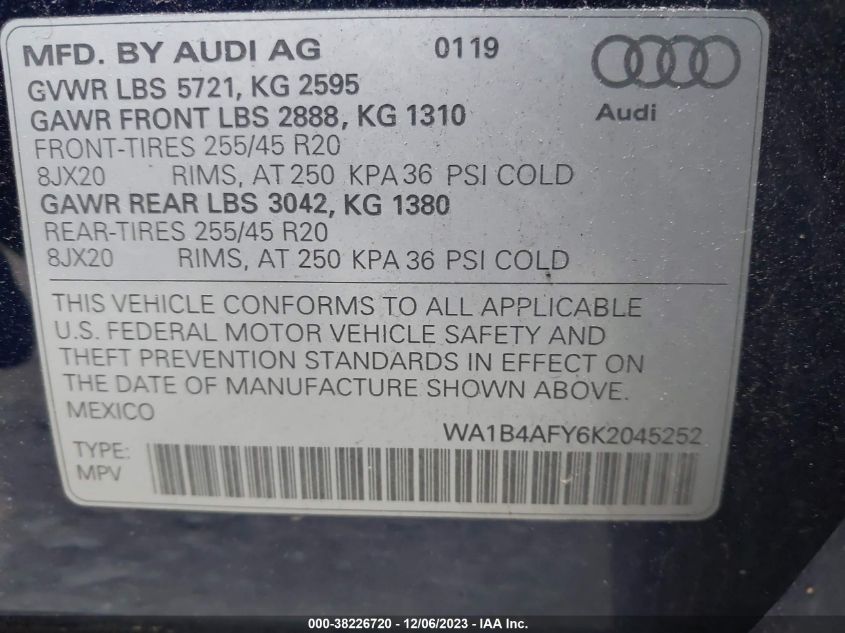 MFD. BY AUDI AG 0119
GVWR LBS 5721, KG 2595
GAWR FRONT LBS 2888, KG 1310
Audi
FRONT-TIRES 255/45 R20
8JX20 RIMS, AT 250 KPA 36 PSI COLD
GAWR REAR LBS 3042, KG 1380
REAR-TIRES 255/45 R20
8JX20 RIMS, AT 250 KPA 36 PSI COLD
THIS VEHICLE CONFORMS TO ALL APPLICABLE
U.S. FEDERAL MOTOR VEHICLE SAFETY AND
THEFT PREVENTION STANDARDS IN EFFECT ON
THE DATE OF MANUFACTURE SHOWN ABOVE.
MEXICO
WA1B4AFY6K2045252
TYPE:
MPV
000-38226720 - 12/06/2023 - WA1B4AFY6K2045252 - IAA Inc.